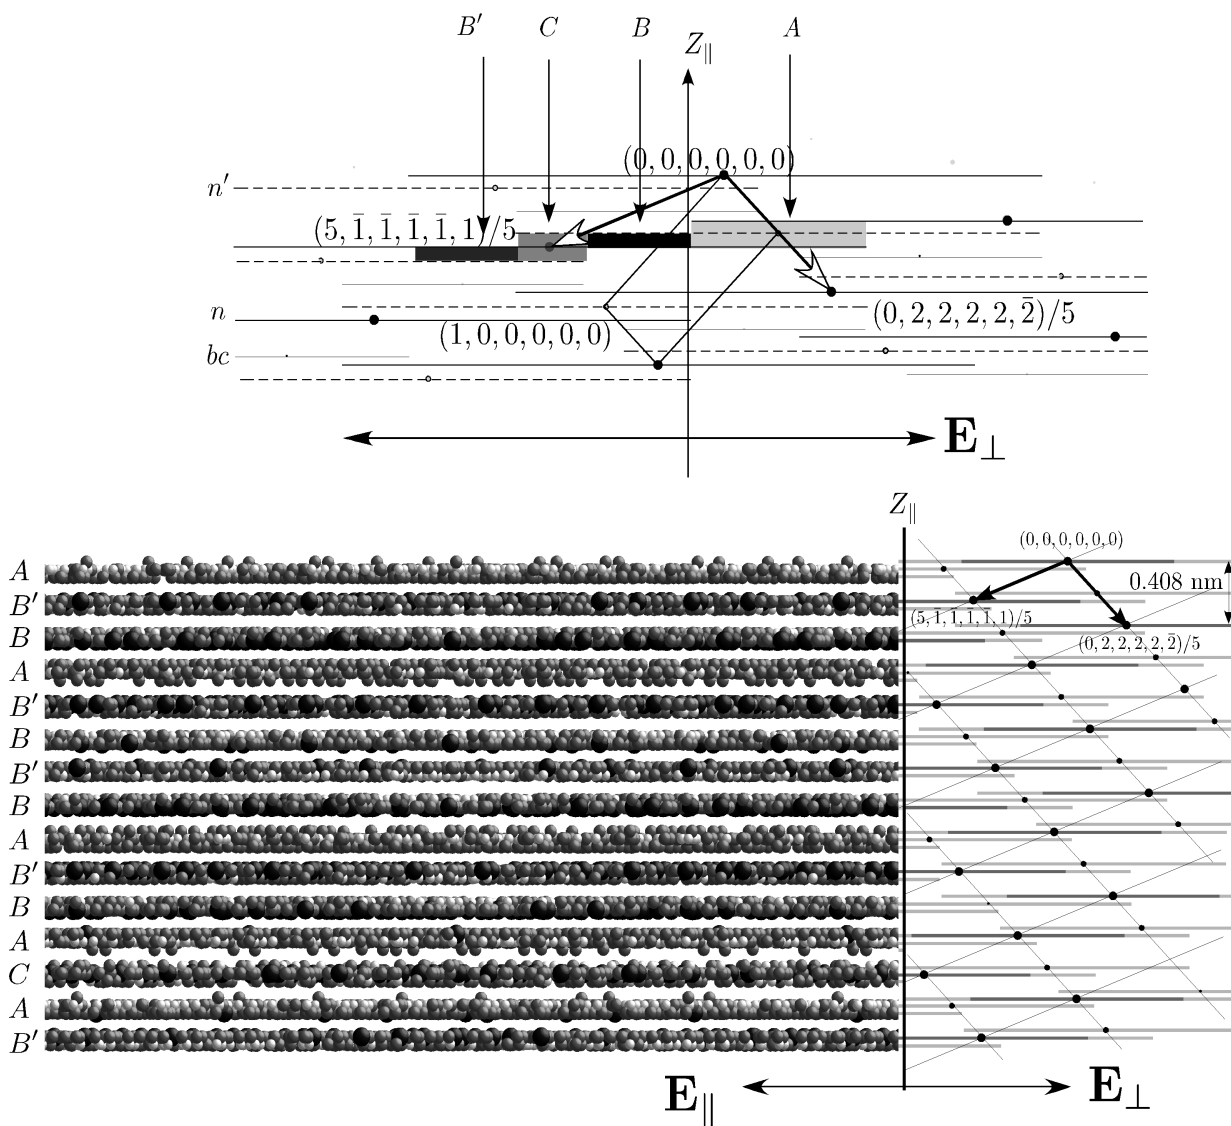 B′ C B A
Z∥
(0, 0, 0, 0, 0, 0)
n′
(5, 1̄, 1̄, 1̄, 1̄, 1)/5
n
(0, 2, 2, 2, 2, 2̄)/5
(1, 0, 0, 0, 0, 0)
bc
E⊥
Z∥
(0, 0, 0, 0, 0, 0)
A
0.408 nm
B′
(5, 1̄, 1̄, 1̄, 1̄, 1)/5
B
(0, 2, 2, 2, 2, 2̄)/5
A
B′
B
B′
B
A
B′
B
A
C
A
B′
E∥
E⊥